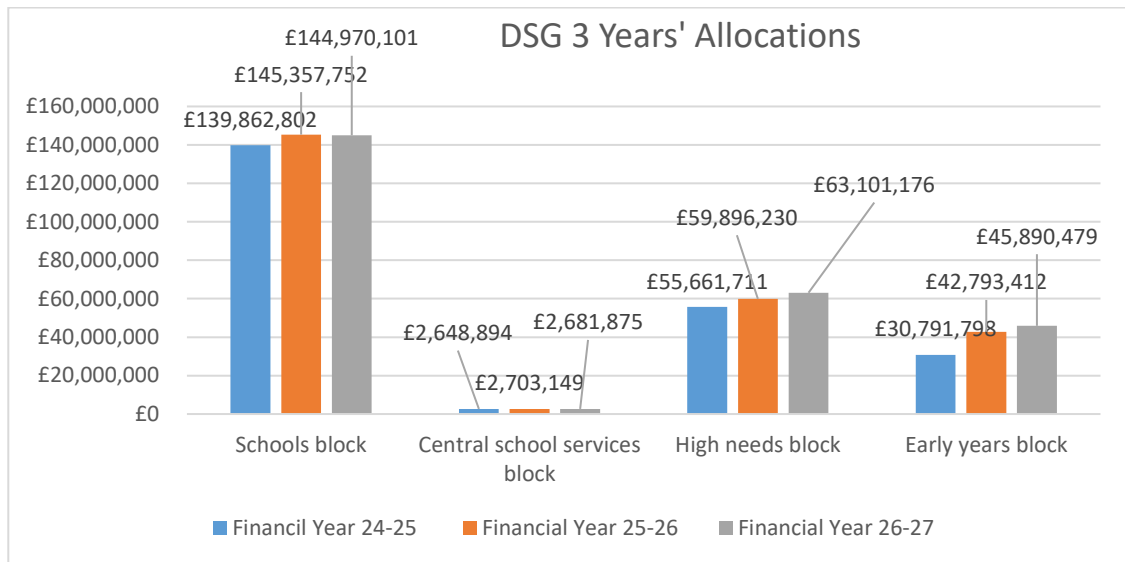 DSG 3 Years' Allocations
£144,970,101
£145,357,752
£139,862,802
£63,101,176
£59,896,230
£55,661,711
£45,890,479
£42,793,412
£30,791,798
£2,648,894
£2,681,875
£2,703,149
£160,000,000
£140,000,000
£120,000,000
£100,000,000
£80,000,000
£60,000,000
£40,000,000
£20,000,000
£0
Schools block
Central school services
block
High needs block
Early years block
Financil Year 24-25
Financial Year 25-26
Financial Year 26-27